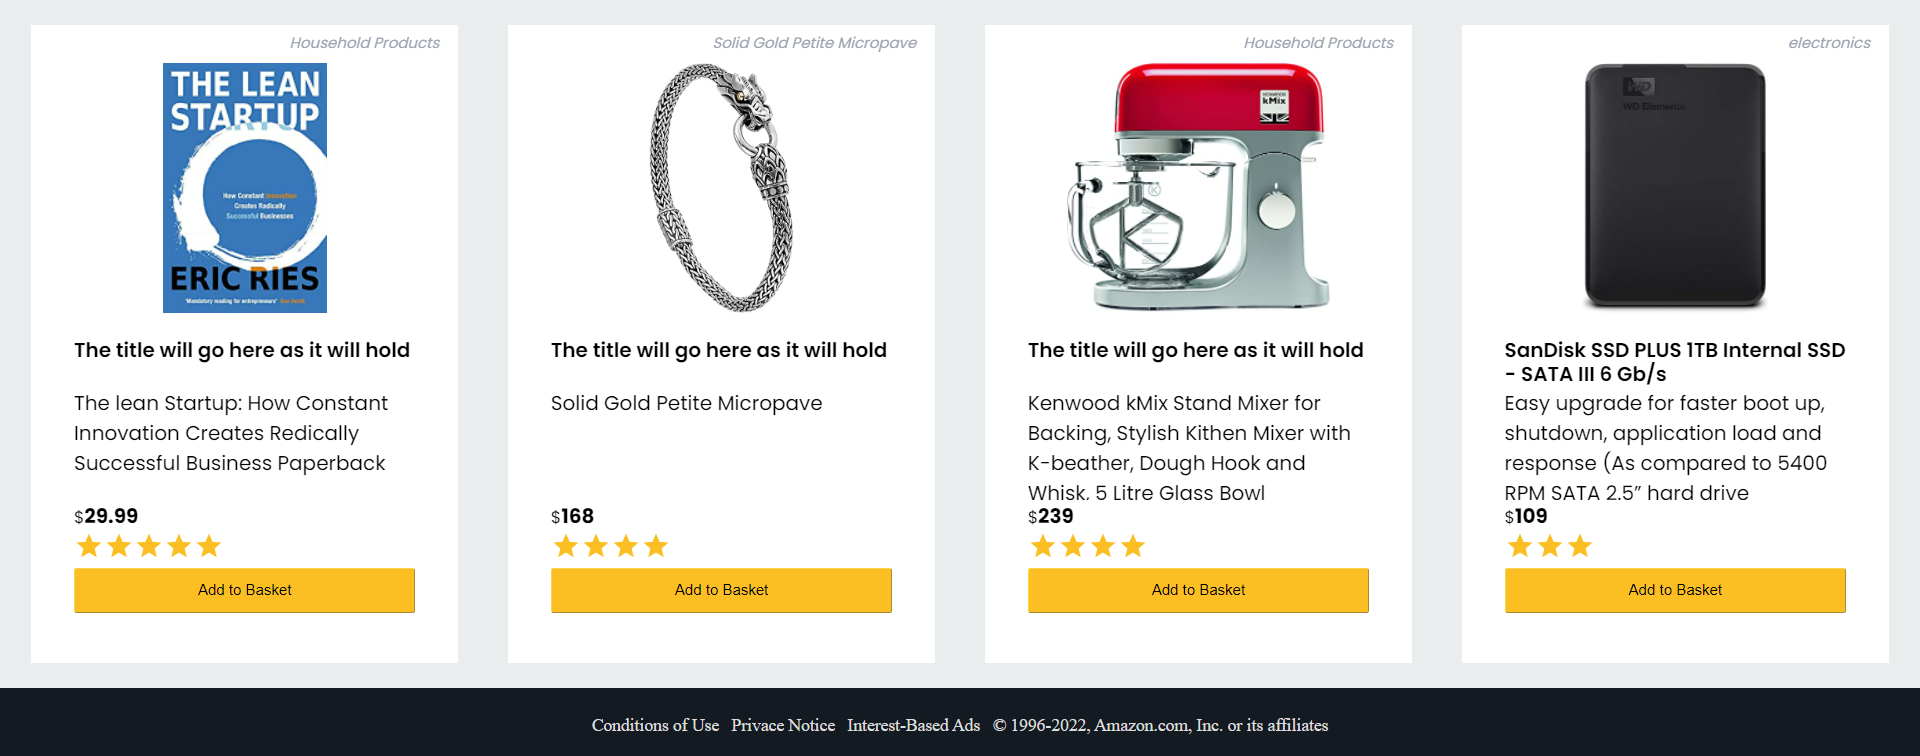 Household Products
THE LEAN
STARTUP
How Constant Innovation
Creates Radically
Successful Businesses
ERIC RIES
'Mandatory reading for entrepreneurs'
The title will go here as it will hold
The lean Startup: How Constant
Innovation Creates Redically
Successful Business Paperback
$29.99
Add to Basket
Solid Gold Petite Micropave
The title will go here as it will hold
Solid Gold Petite Micropave
$168
Add to Basket
Household Products
KENWOOD
kMix
K
The title will go here as it will hold
Kenwood kMix Stand Mixer for
Backing, Stylish Kithen Mixer with
K-beather, Dough Hook and
Whisk, 5 Litre Glass Bowl
$239
Add to Basket
electronics
WD
WD Elements
SanDisk SSD PLUS 1TB Internal SSD
- SATA III 6 Gb/s
Easy upgrade for faster boot up,
shutdown, application load and
response (As compared to 5400
RPM SATA 2.5” hard drive
$109
Add to Basket
Conditions of Use Privace Notice Interest-Based Ads © 1996-2022, Amazon.com, Inc. or its affiliates